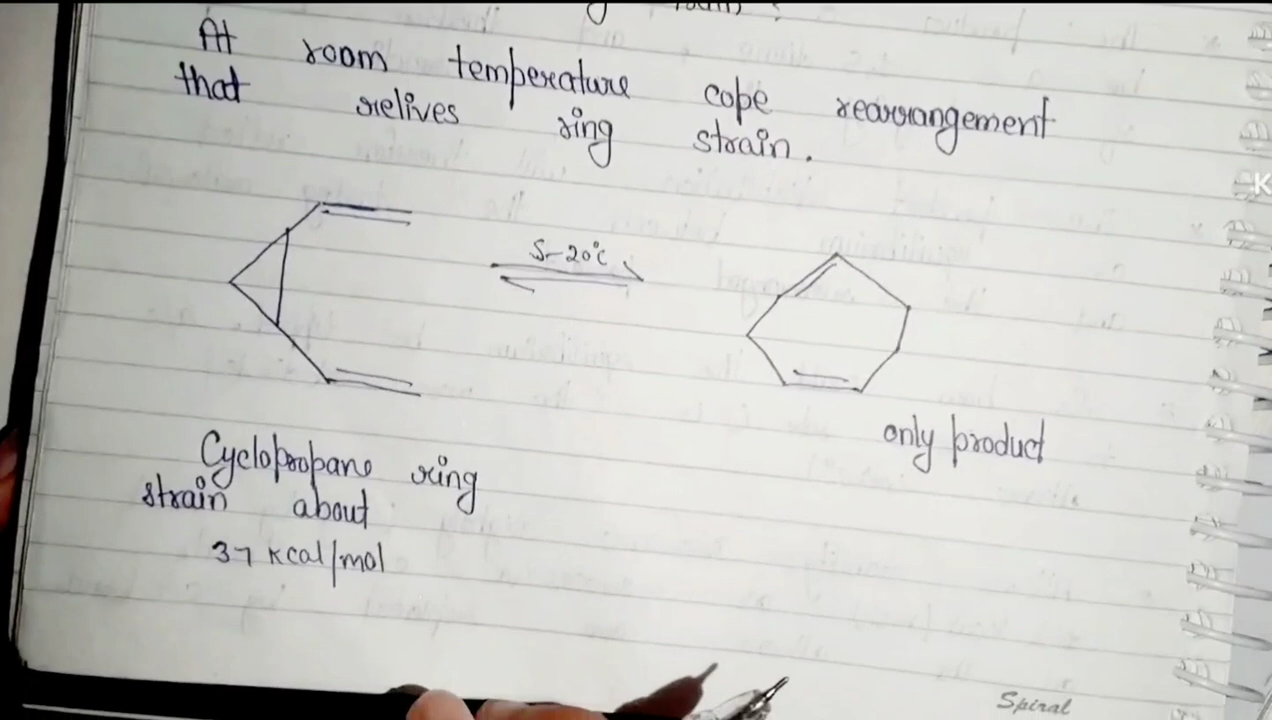 At room temperature cope rearrangement
that relives ring strain.
5-20°C
only product
Cyclopropane ring
strain about
37 kcal/mol
Spiral
K